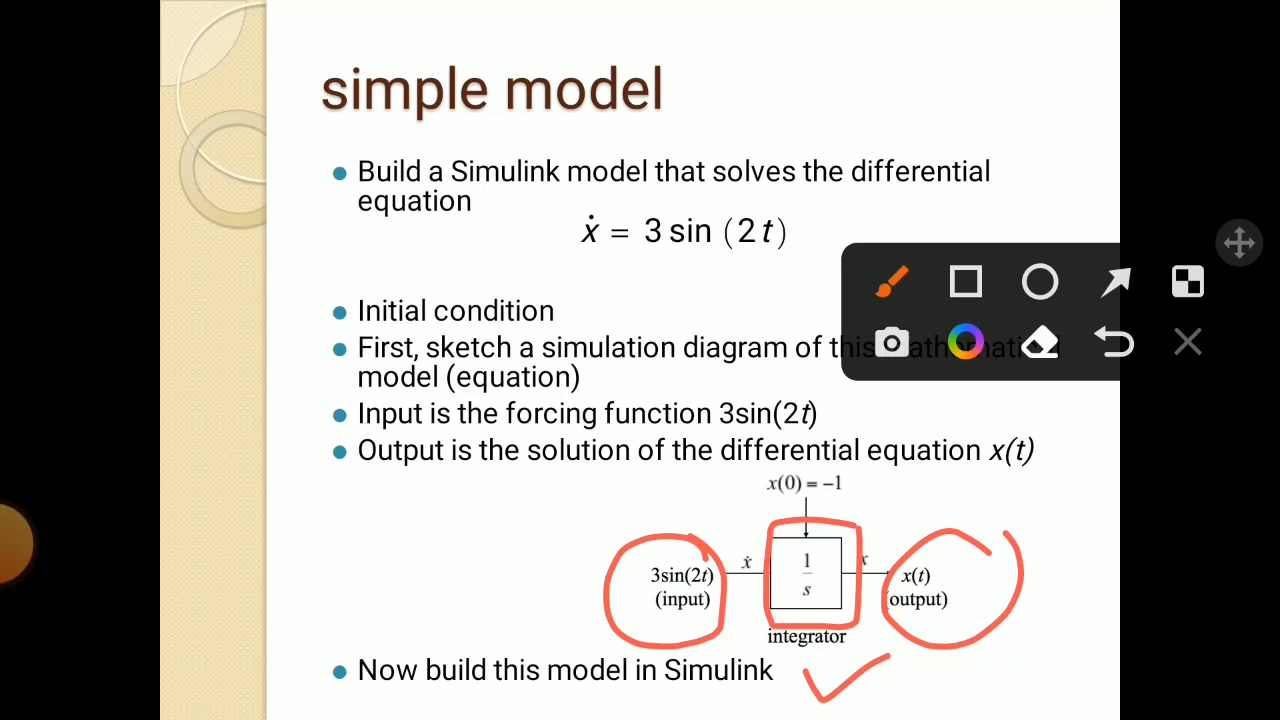 simple model
Build a Simulink model that solves the differential
equation
ẋ = 3 sin (2 t)
Initial condition
First, sketch a simulation diagram of this mathematical
model (equation)
Input is the forcing function 3sin(2t)
Output is the solution of the differential equation x(t)
x(0) = −1
3sin(2t)
(input)
ẋ
1
s
x
x(t)
(output)
integrator
Now build this model in Simulink